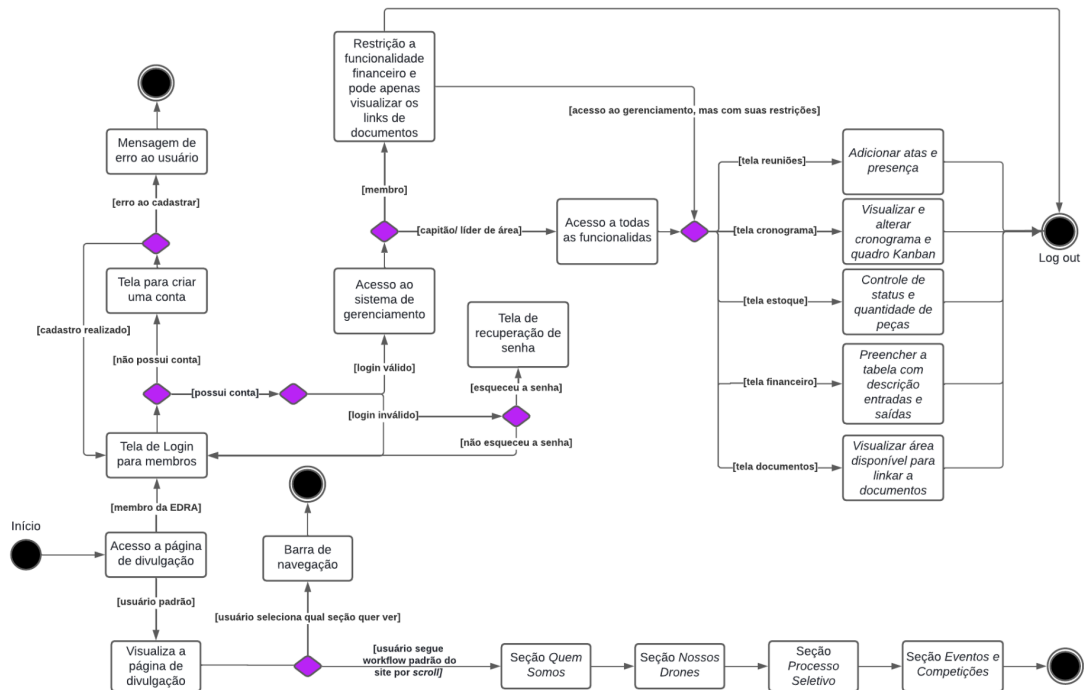 Restrição a
funcionalidade
financeiro e
pode apenas
visualizar os
links de
documentos
[acesso ao gerenciamento, mas com suas restrições]
Mensagem de
erro ao usuário
[erro ao cadastrar]
[membro]
[tela reuniões]
Adicionar atas e
presença
[capitão/ líder de área]
Acesso a todas
as funcionalidas
[tela cronograma]
Visualizar e
alterar
cronograma e
quadro Kanban
Log out
Tela para criar
uma conta
Acesso ao
sistema de
gerenciamento
[tela estoque]
Controle de
status e
quantidade de
peças
[cadastro realizado]
Tela de
recuperação de
senha
[não possui conta]
[login válido]
[tela financeiro]
Preencher a
tabela com
descrição
entradas e
saídas
[possui conta]
[esqueceu a senha]
[login inválido]
[não esqueceu a senha]
Tela de Login
para membros
[tela documentos]
Visualizar área
disponível para
linkar a
documentos
[membro da EDRA]
Início
Acesso a página
de divulgação
Barra de
navegação
[usuário padrão]
[usuário seleciona qual seção quer ver]
Visualiza a
página de
divulgação
[usuário segue
workflow padrão do
site por scroll]
Seção Quem
Somos
Seção Nossos
Drones
Seção
Processo
Seletivo
Seção Eventos e
Competições